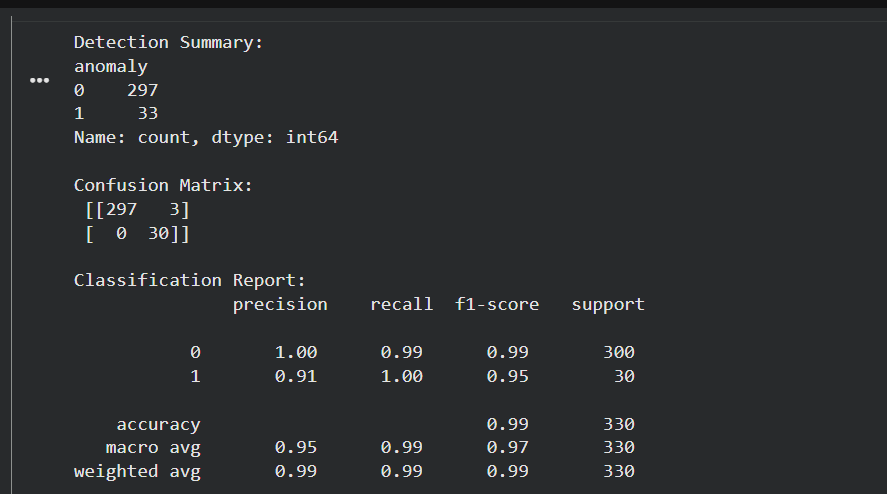 Detection Summary:
anomaly
0    297
1     33
Name: count, dtype: int64

Confusion Matrix:
 [[297   3]
 [  0  30]]

Classification Report:
               precision    recall  f1-score   support

           0       1.00      0.99      0.99       300
           1       0.91      1.00      0.95        30

    accuracy                           0.99       330
   macro avg       0.95      0.99      0.97       330
weighted avg       0.99      0.99      0.99       330